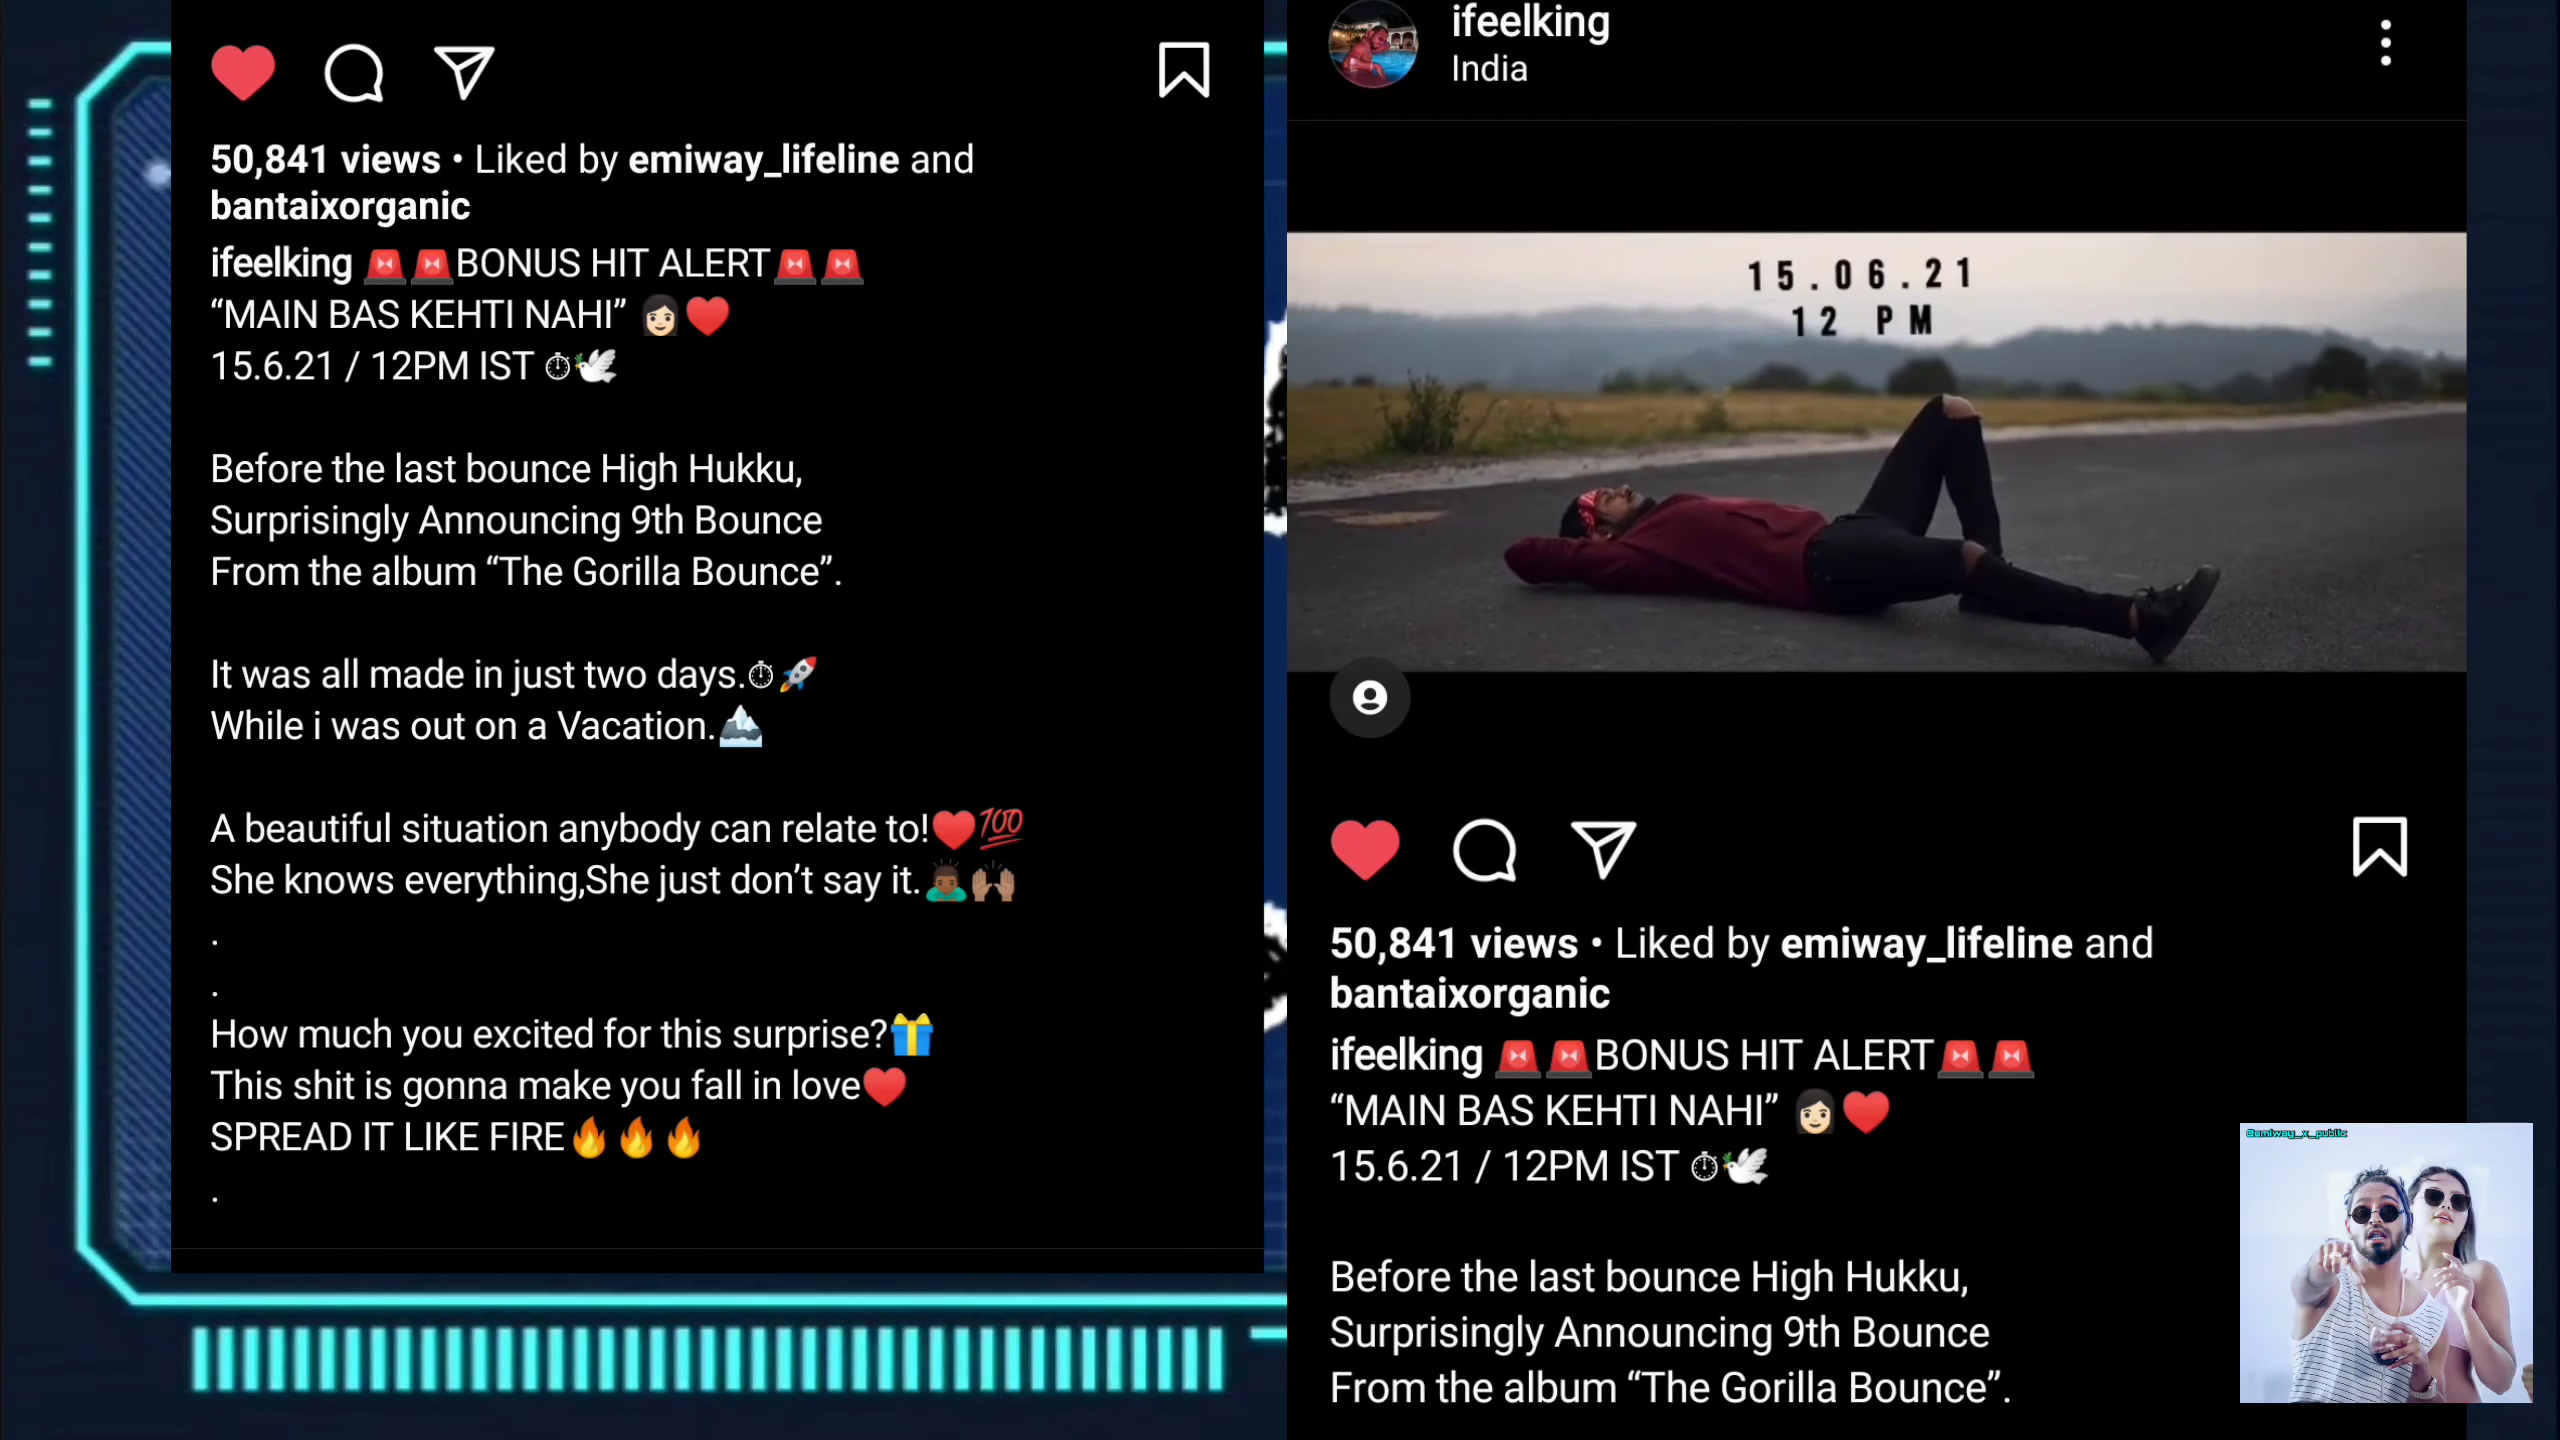 50,841 views • Liked by emiway_lifeline and
bantaixorganic
ifeelking 🚨🚨BONUS HIT ALERT🚨🚨
“MAIN BAS KEHTI NAHI” 👩🏻❤️
15.6.21 / 12PM IST ⏱🕊
Before the last bounce High Hukku,
Surprisingly Announcing 9th Bounce
From the album “The Gorilla Bounce”.
It was all made in just two days.⏱🚀
While i was out on a Vacation.🏔
A beautiful situation anybody can relate to!❤️💯
She knows everything,She just don’t say it.🙇🏾‍♂️🙌🏽
.
.
How much you excited for this surprise?🎁
This shit is gonna make you fall in love❤️
SPREAD IT LIKE FIRE🔥🔥🔥
.
ifeelking
India
15.06.21
12 PM
50,841 views • Liked by emiway_lifeline and
bantaixorganic
ifeelking 🚨🚨BONUS HIT ALERT🚨🚨
“MAIN BAS KEHTI NAHI” 👩🏻❤️
15.6.21 / 12PM IST ⏱🕊
Before the last bounce High Hukku,
Surprisingly Announcing 9th Bounce
From the album “The Gorilla Bounce”.
@emiway_x_public